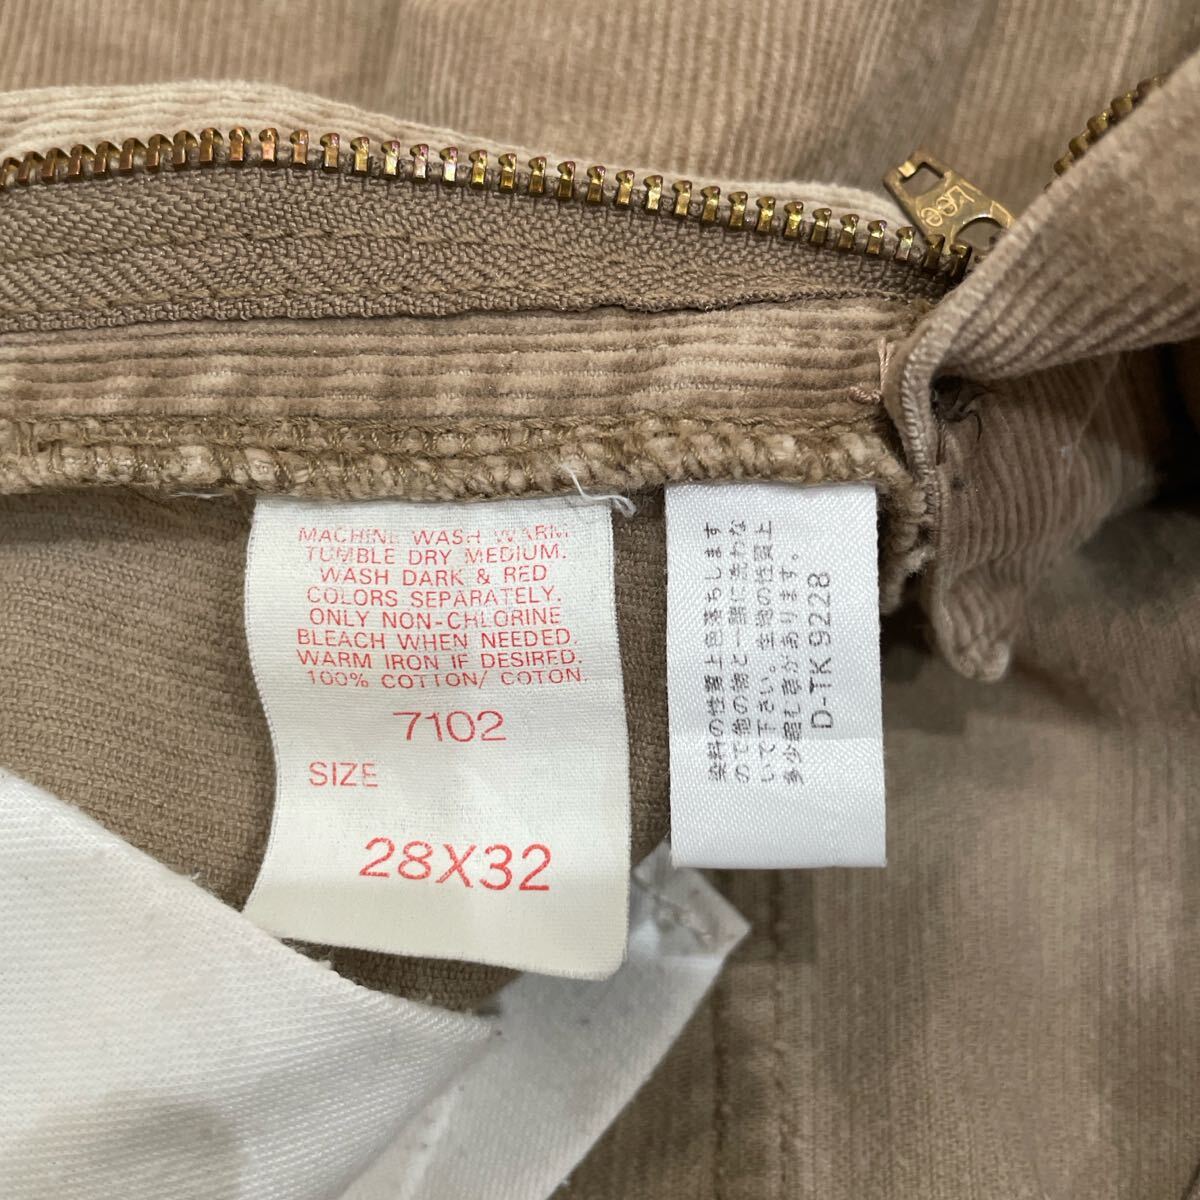 Lee
MACHINE WASH WARM
TUMBLE DRY MEDIUM.
WASH DARK & RED
COLORS SEPARATELY.
ONLY NON-CHLORINE
BLEACH WHEN NEEDED.
WARM IRON IF DESIRED.
100% COTTON/ COTON.
7102
SIZE
28X32
染料の性質上色落ちします
ので他の物と一諸に洗わな
いで下さい。生地の性質上
多少縮む事があります。
D-TK 9228